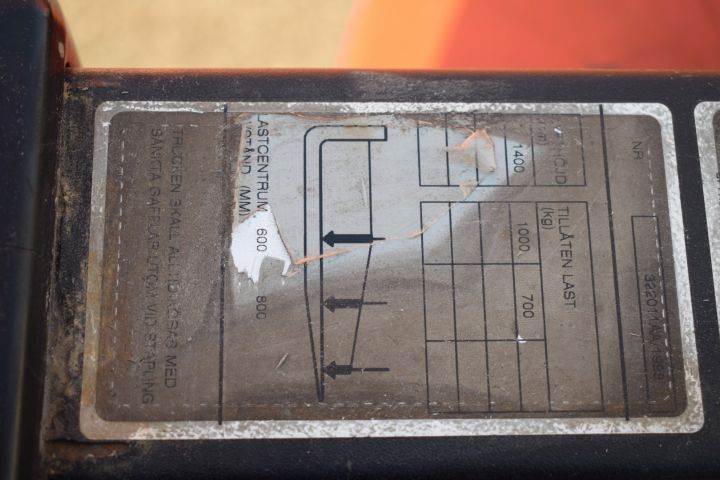 NR
TILLÅTEN LAST
(kg)
1400 1000 700
LASTCENTRUM 600 800
STÅND (MM)
TRUCKEN SKALL ALLTID KÖRAS MED
SÄNKTA GAFFLAR UTOM VID STAPLING